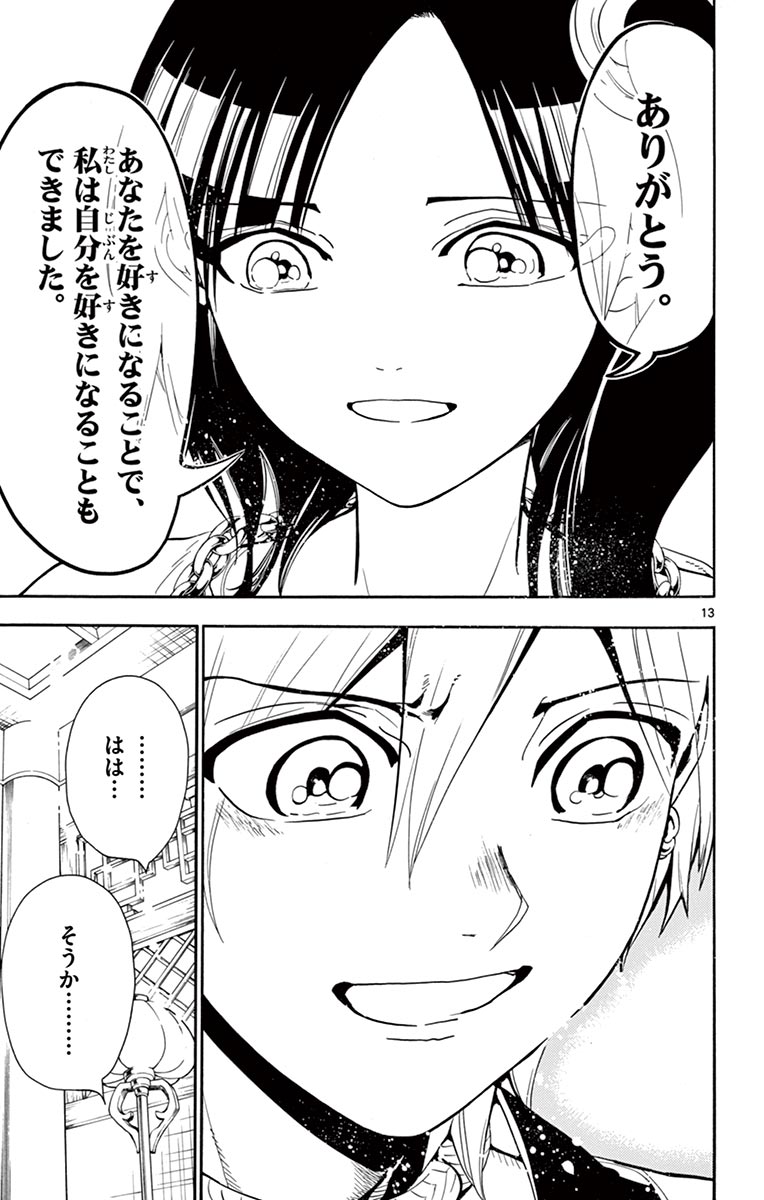 ありがとう。
あなたを好きになることで、
私は自分を好きになることも
できました。
13
………
はは…
そうか………